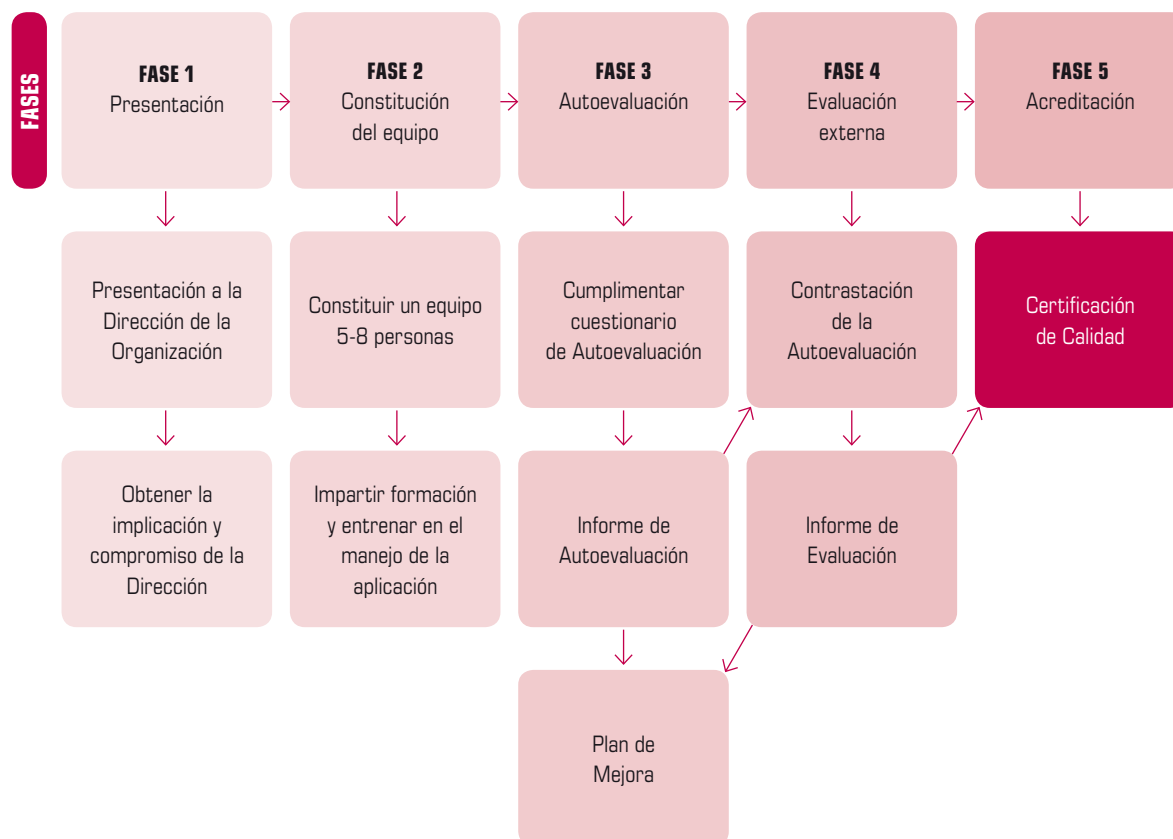 FASES
FASE 1
Presentación
FASE 2
Constitución
del equipo
FASE 3
Autoevaluación
FASE 4
Evaluación
externa
FASE 5
Acreditación
Presentación a la
Dirección de la
Organización
Constituir un equipo
5-8 personas
Cumplimentar
cuestionario
de Autoevaluación
Contrastación
de la
Autoevaluación
Certificación
de Calidad
Obtener la
implicación y
compromiso de la
Dirección
Impartir formación
y entrenar en el
manejo de la
aplicación
Informe de
Autoevaluación
Informe de
Evaluación
Plan de
Mejora